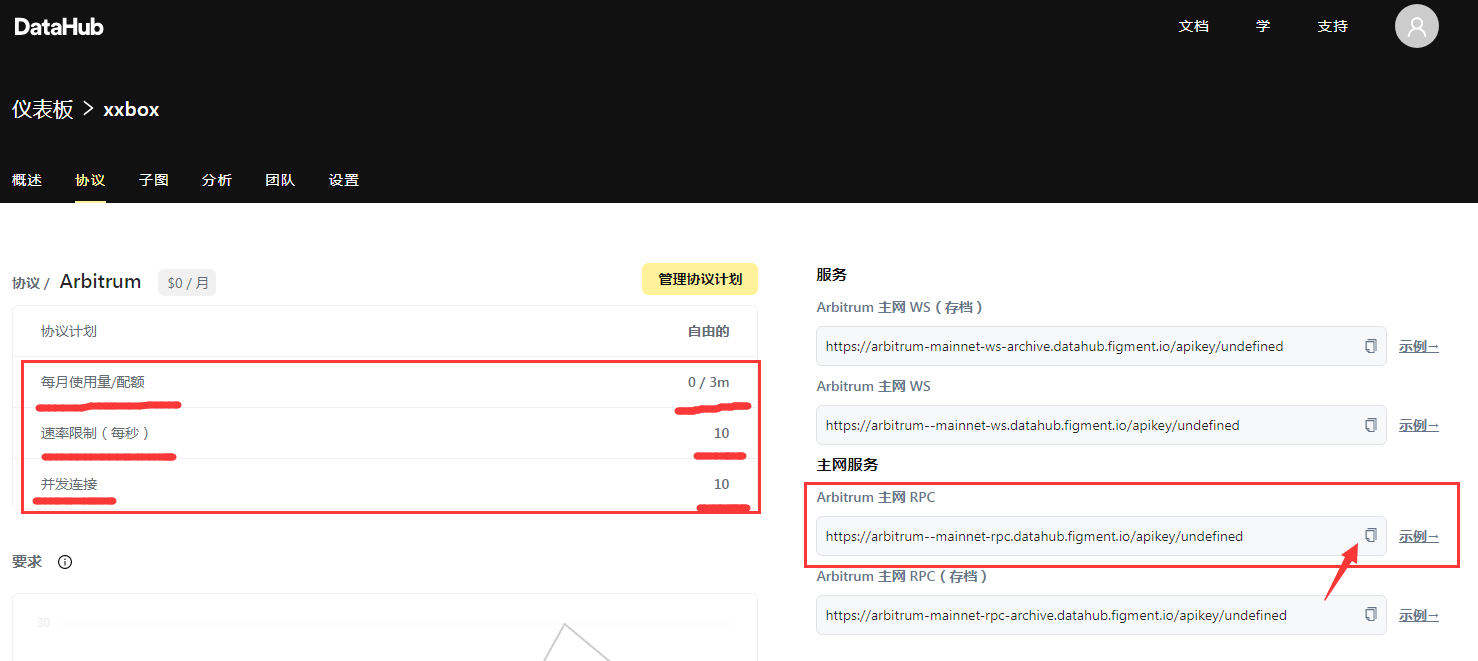 DataHub
文档 学 支持
仪表板 > xxbox
概述 协议 子图 分析 团队 设置
协议 / Arbitrum $0 / 月 管理协议计划
协议计划 自由的
每月使用量/配额 0 / 3m
速率限制（每秒） 10
并发连接 10
要求
30
服务
Arbitrum 主网 WS（存档）
https://arbitrum-mainnet-ws-archive.datahub.figment.io/apikey/undefined 示例→
Arbitrum 主网 WS
https://arbitrum--mainnet-ws.datahub.figment.io/apikey/undefined 示例→
主网服务
Arbitrum 主网 RPC
https://arbitrum--mainnet-rpc.datahub.figment.io/apikey/undefined 示例→
Arbitrum 主网 RPC（存档）
https://arbitrum-mainnet-rpc-archive.datahub.figment.io/apikey/undefined 示例→